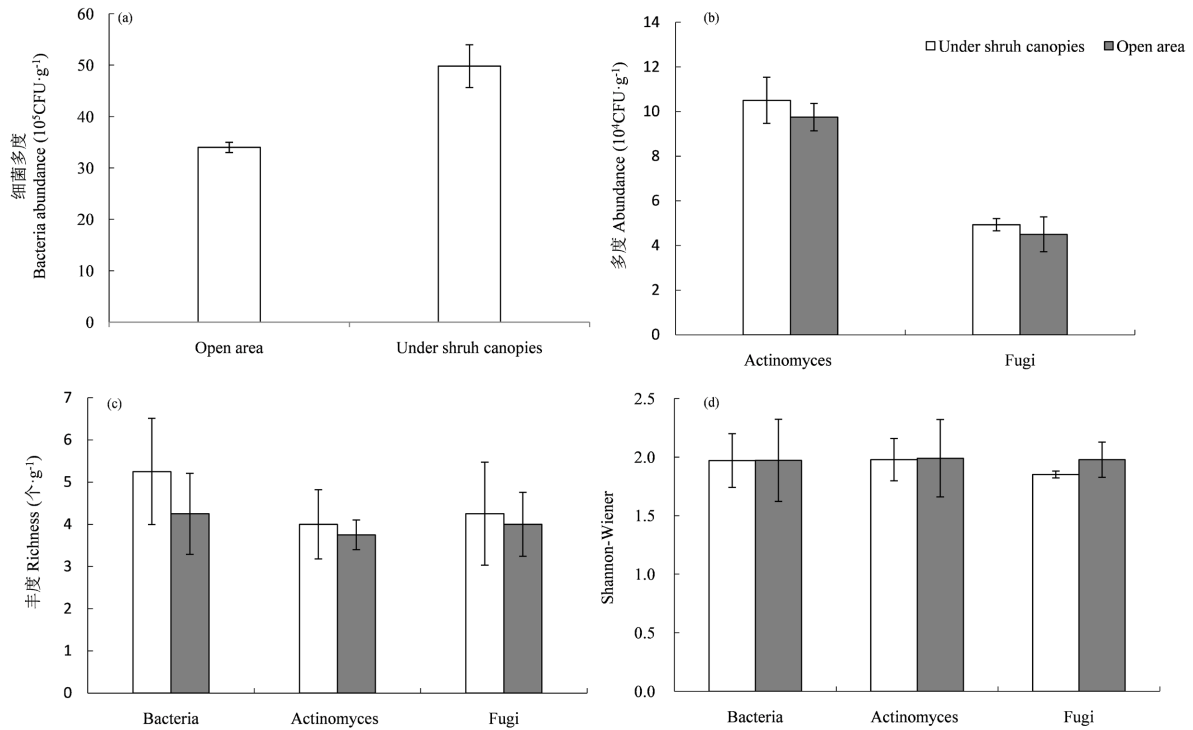 (a)
细菌多度
Bacteria abundance (10⁵CFU·g⁻¹)
60
50
40
30
20
10
0
Open area
Under shruh canopies
(b)
Under shruh canopies
Open area
多度 Abundance (10⁴CFU·g⁻¹)
14
12
10
8
6
4
2
0
Actinomyces
Fugi
(c)
丰度 Richness (个·g⁻¹)
7
6
5
4
3
2
1
0
Bacteria
Actinomyces
Fugi
(d)
Shannon-Wiener
2.5
2.0
1.5
1.0
0.5
0.0
Bacteria
Actinomyces
Fugi